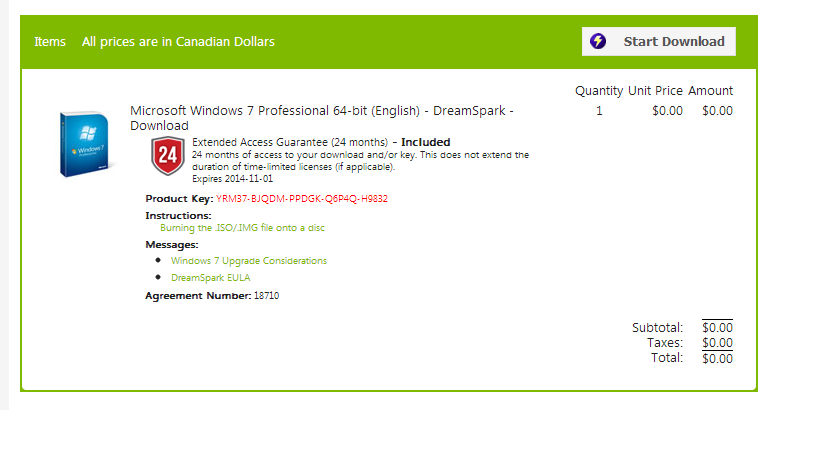 Items All prices are in Canadian Dollars
Start Download
Quantity Unit Price Amount
Microsoft Windows 7 Professional 64-bit (English) - DreamSpark - 1 $0.00 $0.00
Download
Extended Access Guarantee (24 months) - Included
24
24 months of access to your download and/or key. This does not extend the
duration of time-limited licenses (if applicable).
Expires 2014-11-01
Windows 7
Product Key: YRM37-BJQDM-PPDGK-Q6P4Q-H9832
Instructions:
Burning the .ISO/.IMG file onto a disc
Messages:
• Windows 7 Upgrade Considerations
• DreamSpark EULA
Agreement Number: 18710
Subtotal: $0.00
Taxes: $0.00
Total: $0.00